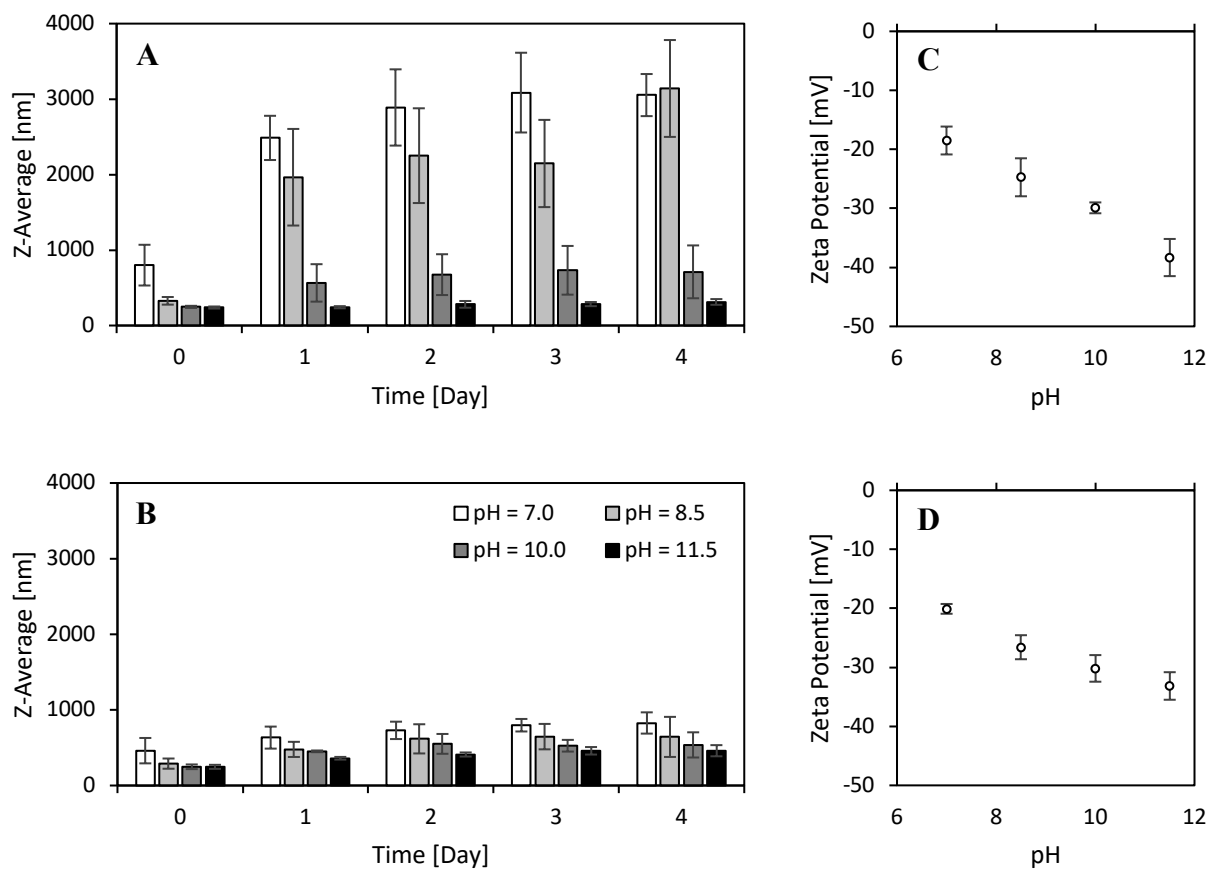 A
Z-Average [nm]
4000
3000
2000
1000
0
0 1 2 3 4
Time [Day]
C
Zeta Potential [mV]
0
-10
-20
-30
-40
-50
6 8 10 12
pH
B
pH = 7.0 pH = 8.5
pH = 10.0 pH = 11.5
Z-Average [nm]
4000
3000
2000
1000
0
0 1 2 3 4
Time [Day]
D
Zeta Potential [mV]
0
-10
-20
-30
-40
-50
6 8 10 12
pH